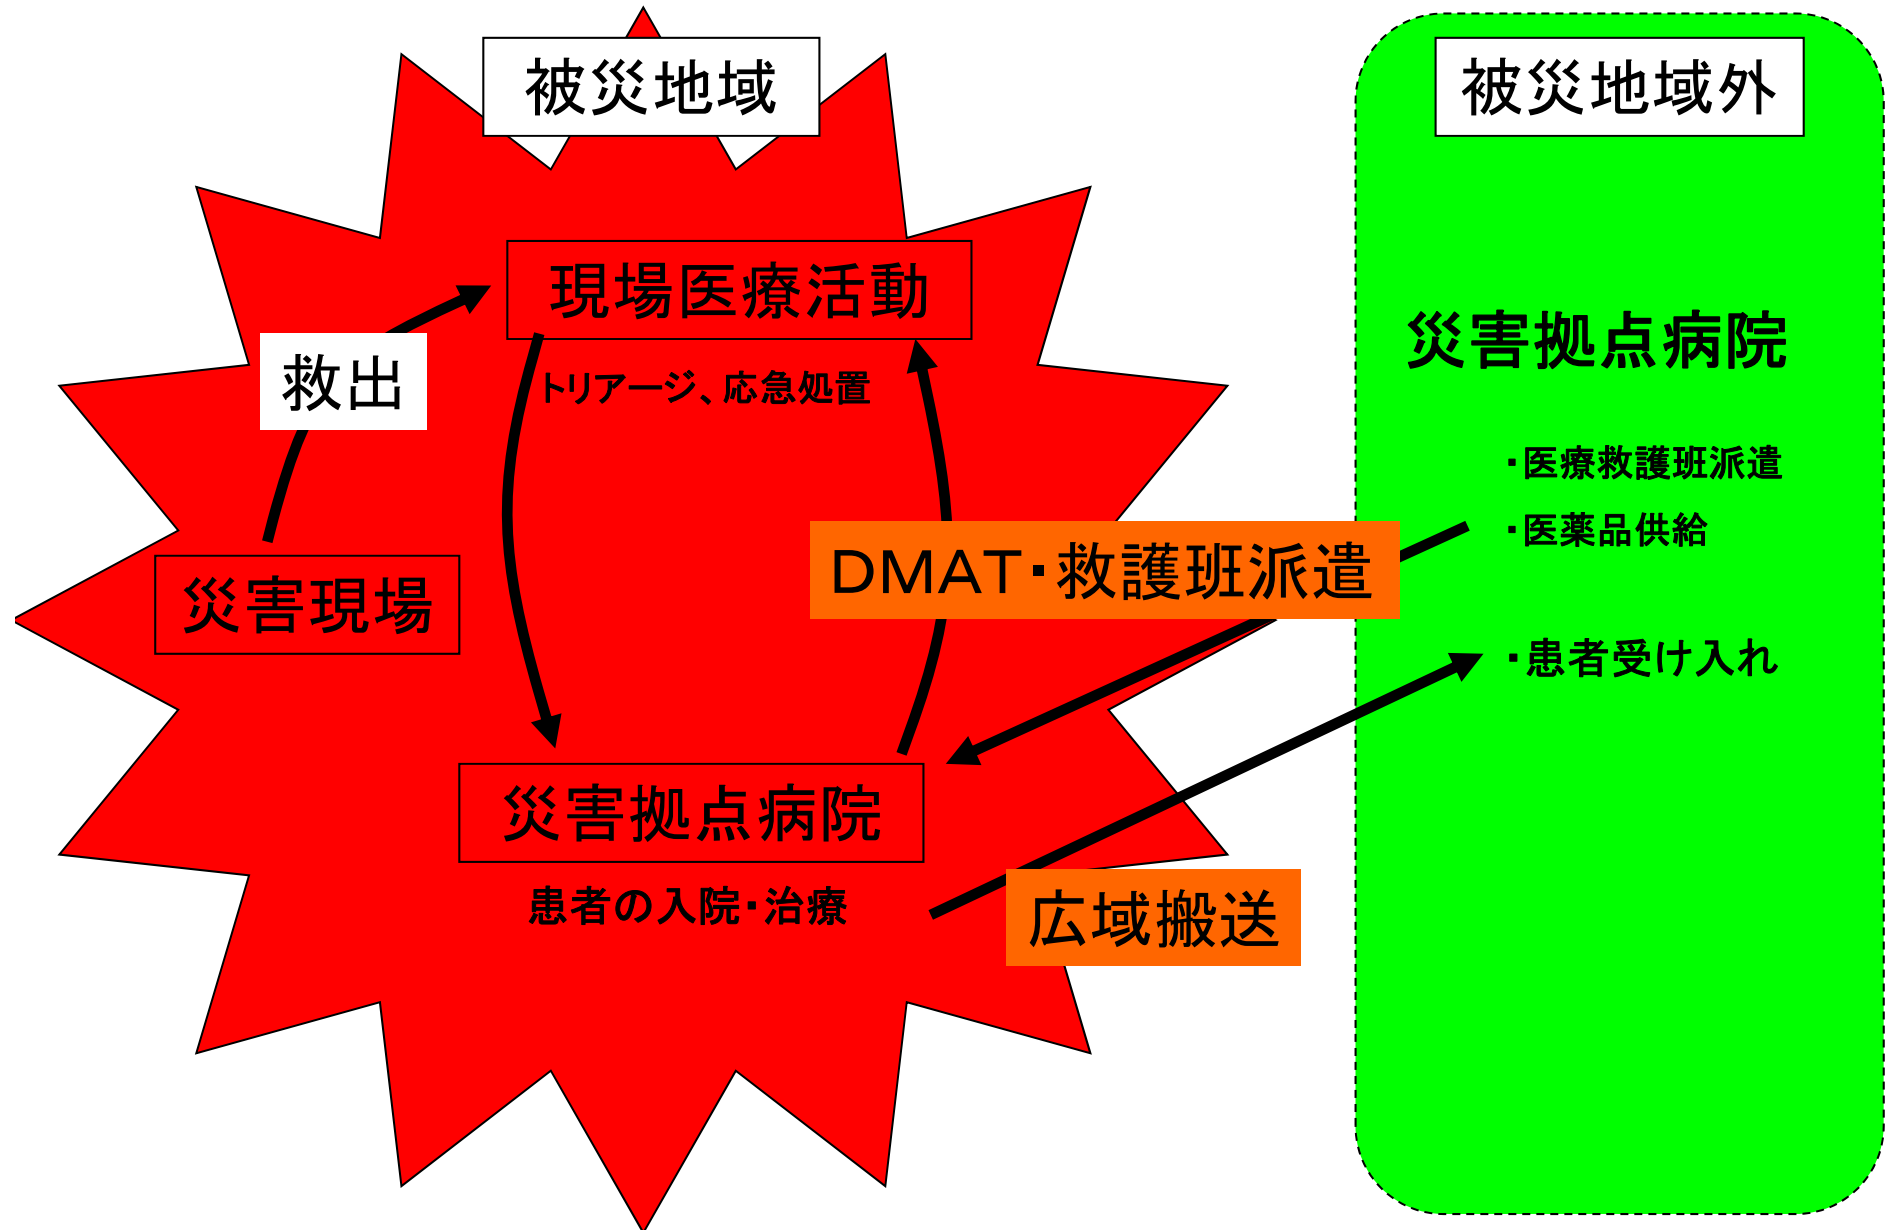 被災地域
被災地域外
現場医療活動
トリアージ、応急処置
救出
災害現場
災害拠点病院
・医療救護班派遣
・医薬品供給
・患者受け入れ
DMAT・救護班派遣
災害拠点病院
患者の入院・治療
広域搬送